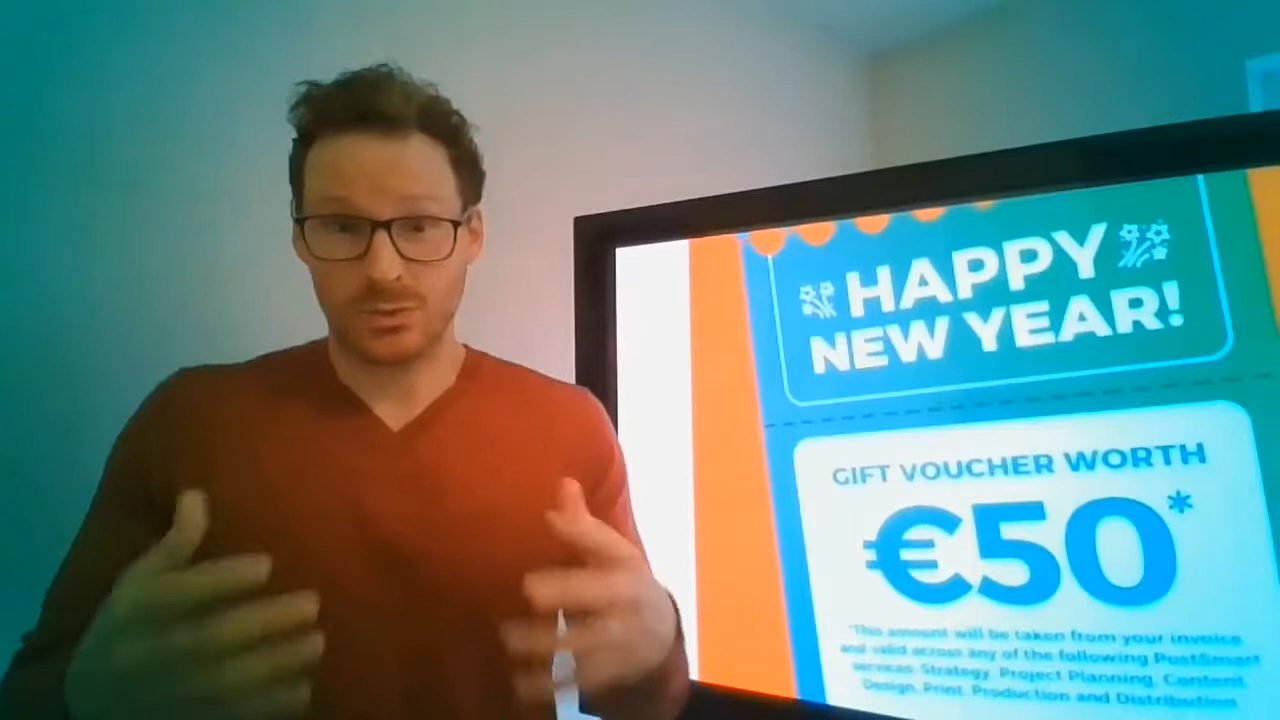 HAPPY
NEW YEAR!
GIFT VOUCHER WORTH
€50*
*This amount will be taken from your invoice
and valid across any of the following PostSmart
services: Strategy, Project Planning, Content,
Design, Print, Production and Distribution